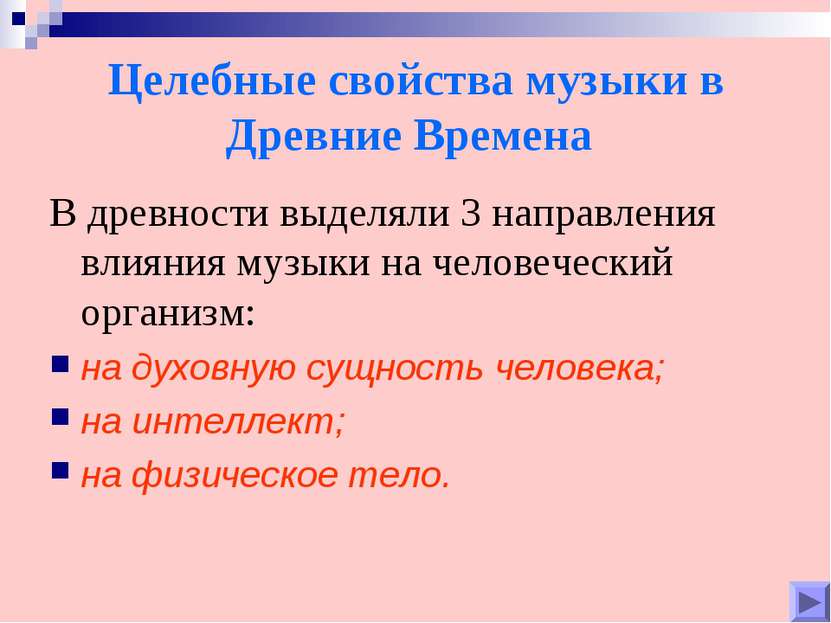 Целебные свойства музыки в
Древние Времена
В древности выделяли 3 направления
влияния музыки на человеческий
организм:
на духовную сущность человека;
на интеллект;
на физическое тело.